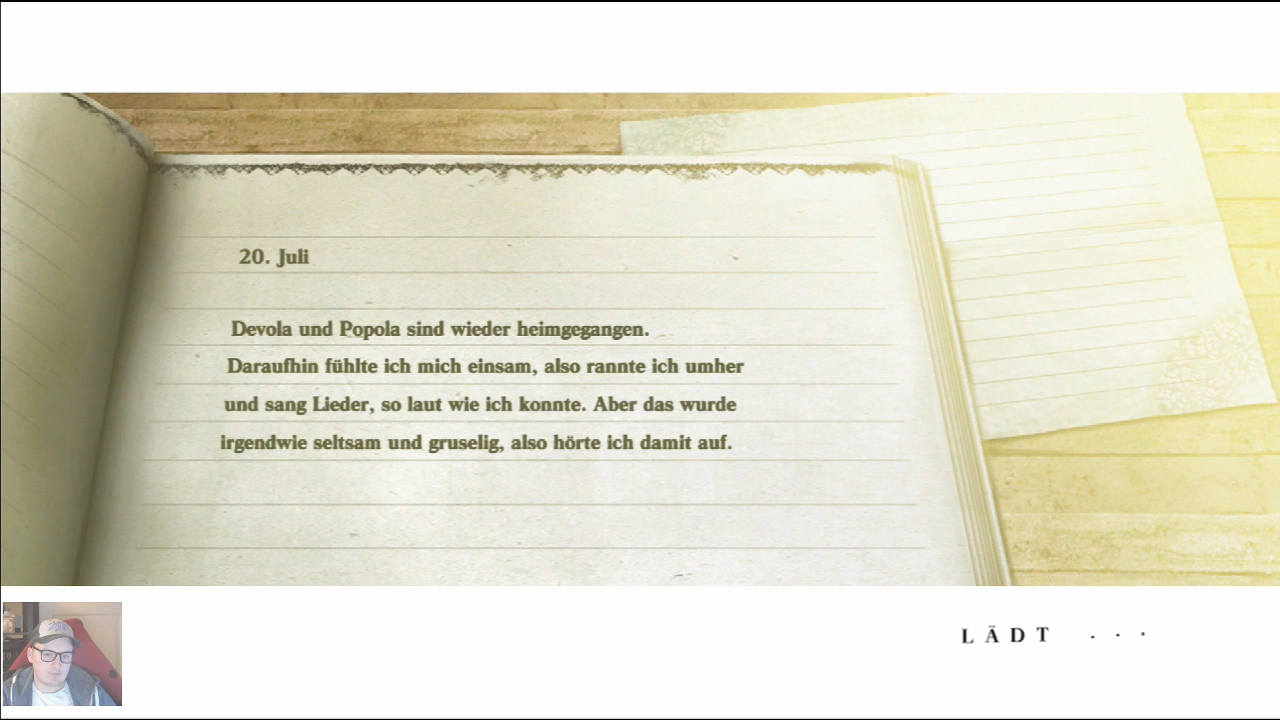 20. Juli
Devola und Popola sind wieder heimgegangen.
Daraufhin fühlte ich mich einsam, also rannte ich umher
und sang Lieder, so laut wie ich konnte. Aber das wurde
irgendwie seltsam und gruselig, also hörte ich damit auf.
LÄDT ...